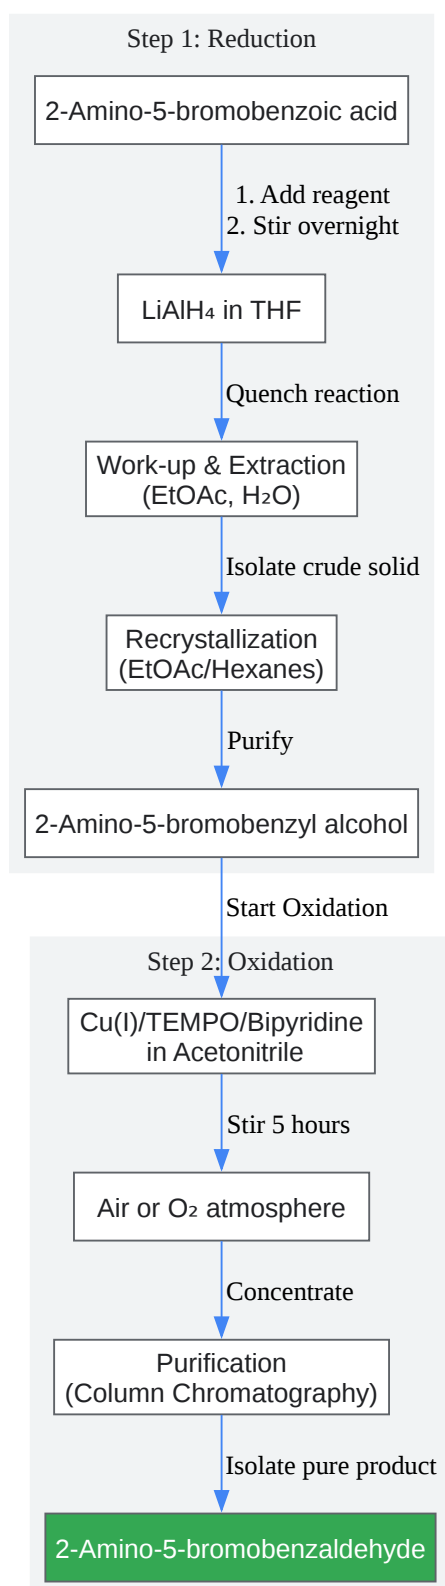 Step 1: Reduction
2-Amino-5-bromobenzoic acid
1. Add reagent
2. Stir overnight
LiAlH₄ in THF
Quench reaction
Work-up & Extraction
(EtOAc, H₂O)
Isolate crude solid
Recrystallization
(EtOAc/Hexanes)
Purify
2-Amino-5-bromobenzyl alcohol
Start Oxidation
Step 2: Oxidation
Cu(I)/TEMPO/Bipyridine
in Acetonitrile
Stir 5 hours
Air or O₂ atmosphere
Concentrate
Purification
(Column Chromatography)
Isolate pure product
2-Amino-5-bromobenzaldehyde